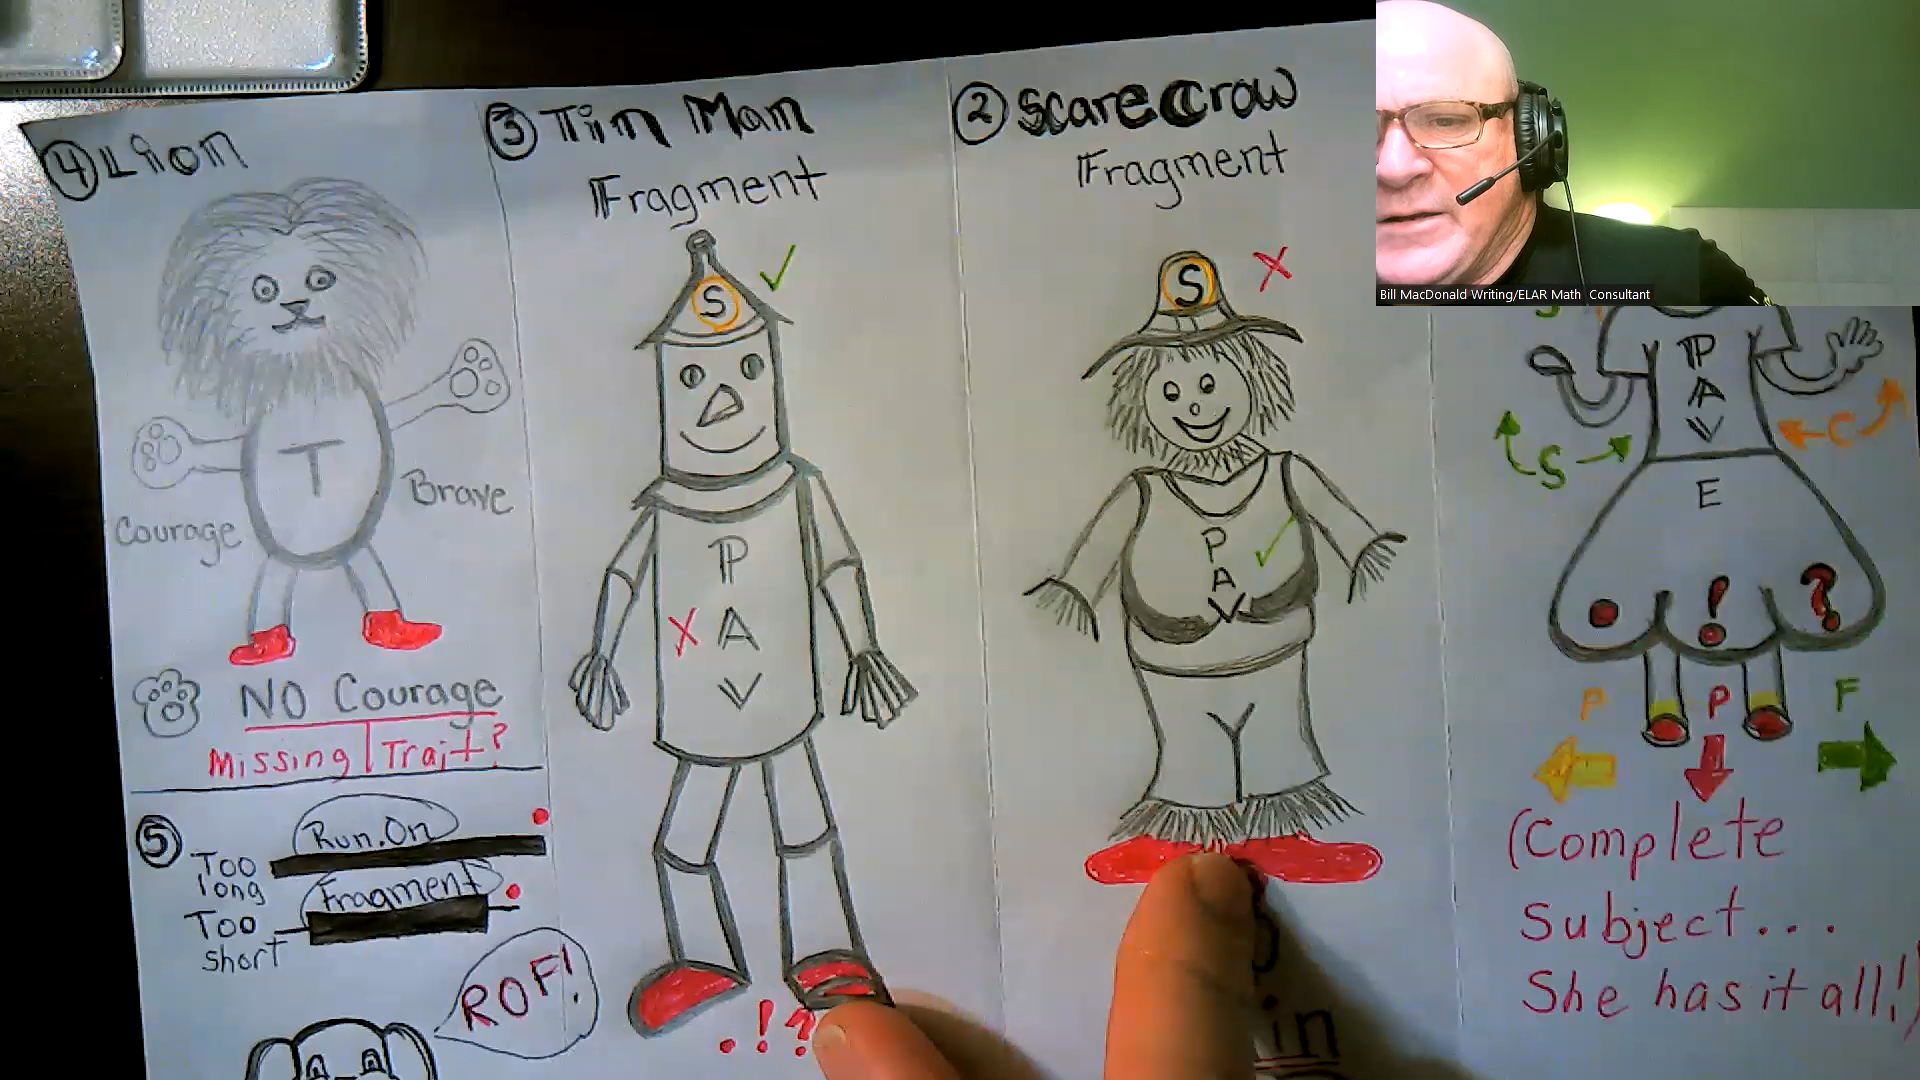 ④ Lion
Courage
T
Brave
NO Courage
Missing Trait?
⑤ Run.On
Too long
Fragment
Too short
ROF!
③ Tin Man
Fragment
S
P
X A
V
. ! ?
② ScareCrow
Fragment
S X
P
A
V
in
P
A
V
S
C
E
. ! ?
P P F
(Complete
Subject...
She has it all!)
Bill MacDonald Writing/ELAR Math Consultant